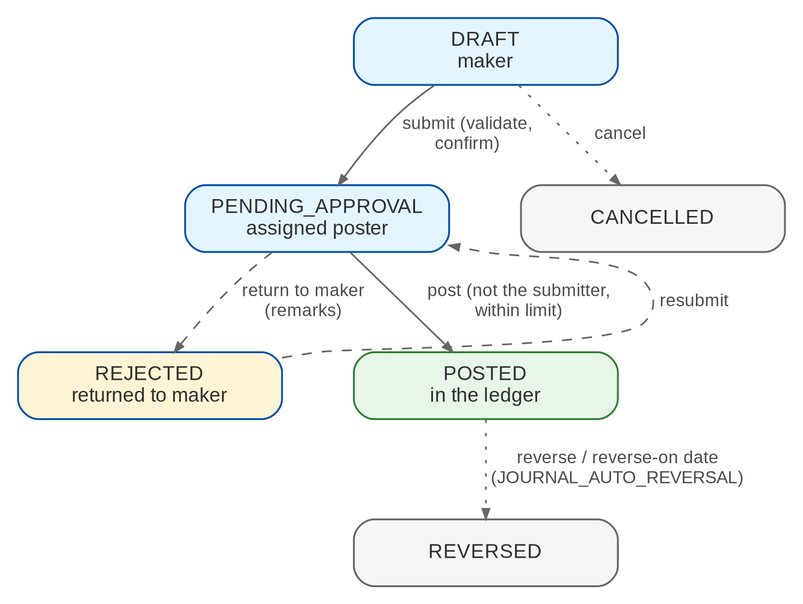 DRAFT
maker
submit (validate,
confirm)
cancel
PENDING_APPROVAL
assigned poster
CANCELLED
return to maker
(remarks)
post (not the submitter,
within limit)
resubmit
REJECTED
returned to maker
POSTED
in the ledger
reverse / reverse-on date
(JOURNAL_AUTO_REVERSAL)
REVERSED